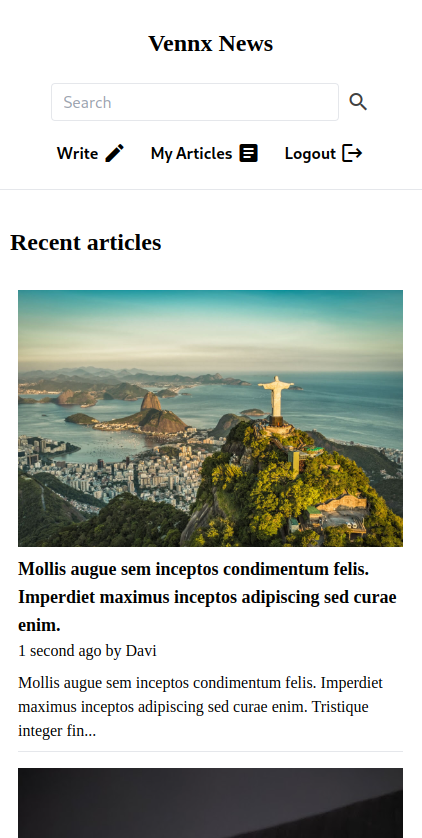 Vennx News
Search
Write My Articles Logout
Recent articles
Mollis augue sem inceptos condimentum felis.
Imperdiet maximus inceptos adipiscing sed curae
enim.
1 second ago by Davi
Mollis augue sem inceptos condimentum felis. Imperdiet
maximus inceptos adipiscing sed curae enim. Tristique
integer fin...